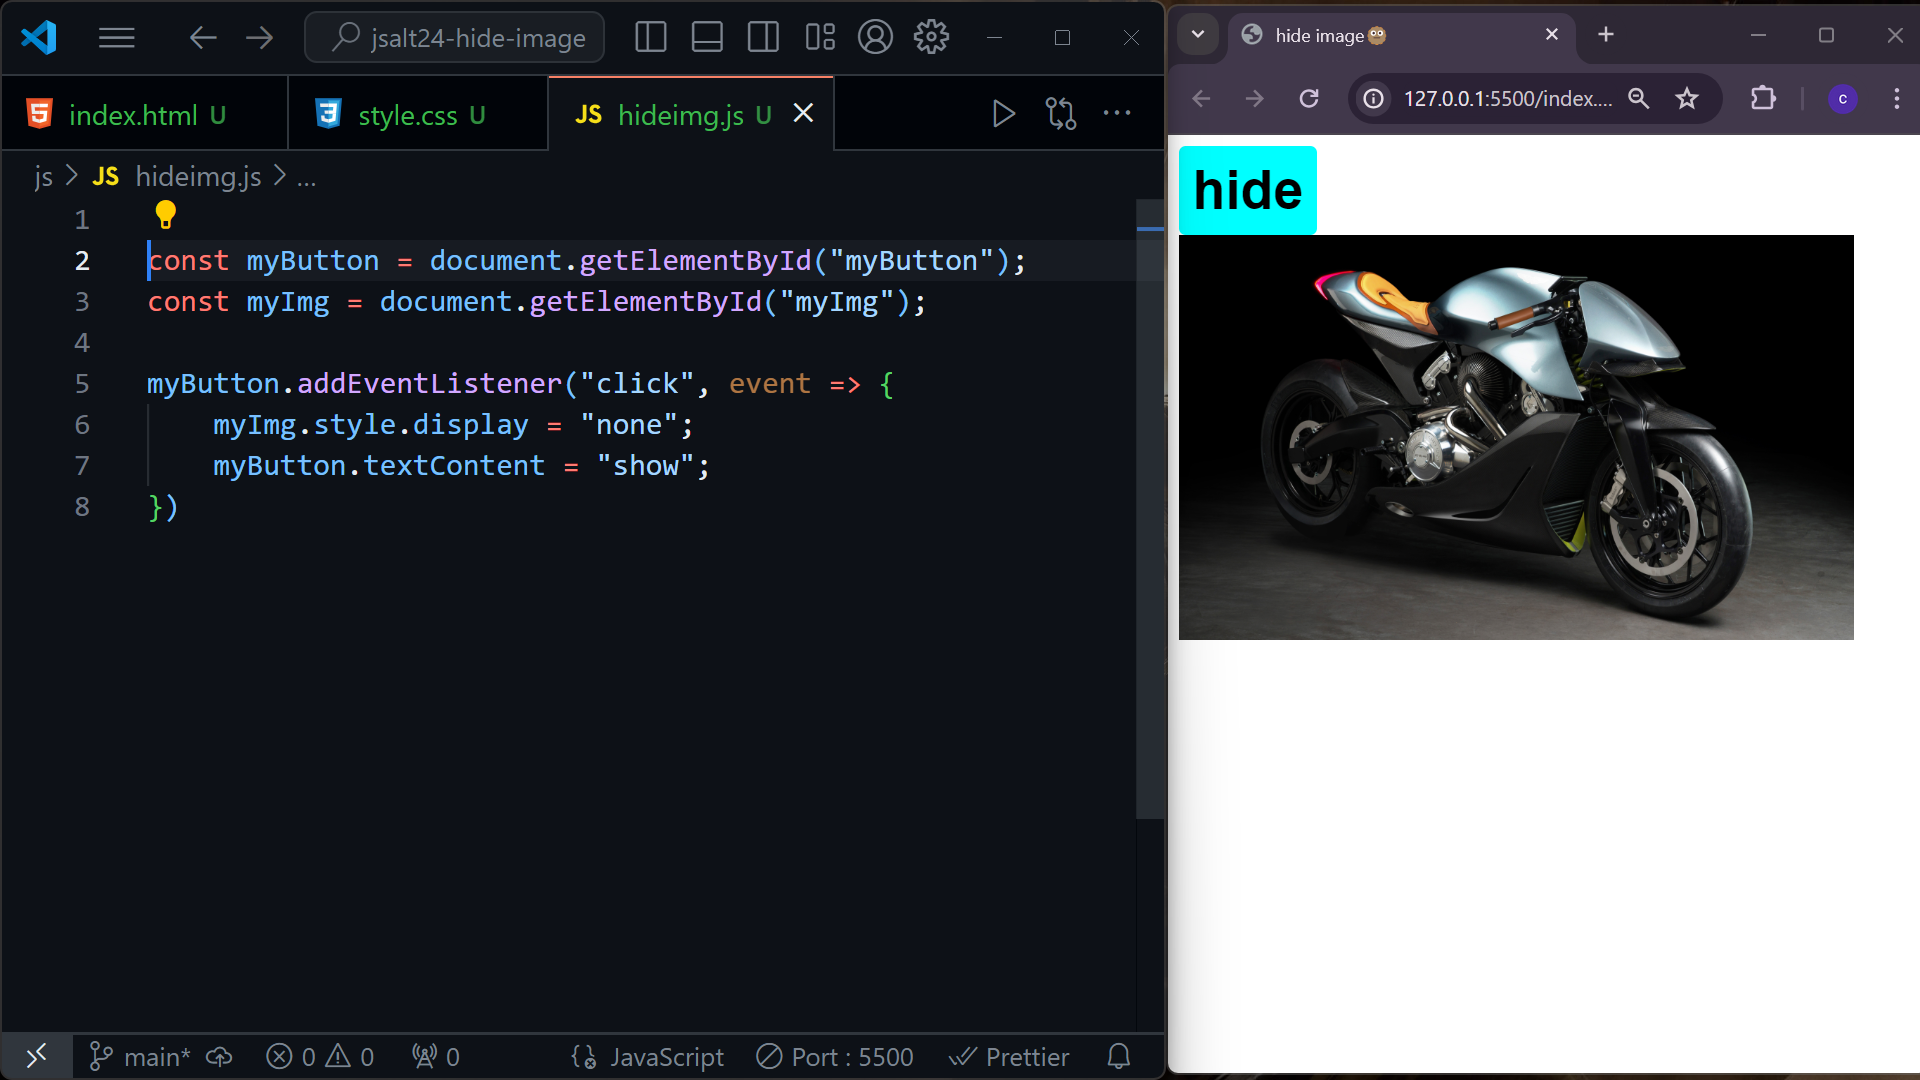 jsalt24-hide-image
index.html U
style.css U
JS hideimg.js U
js > JS hideimg.js > ...
1
2 const myButton = document.getElementById("myButton");
3 const myImg = document.getElementById("myImg");
4
5 myButton.addEventListener("click", event => {
6 myImg.style.display = "none";
7 myButton.textContent = "show";
8 })
main* 0 0 0 JavaScript Port : 5500 Prettier
hide image
127.0.0.1:5500/index....
c
hide